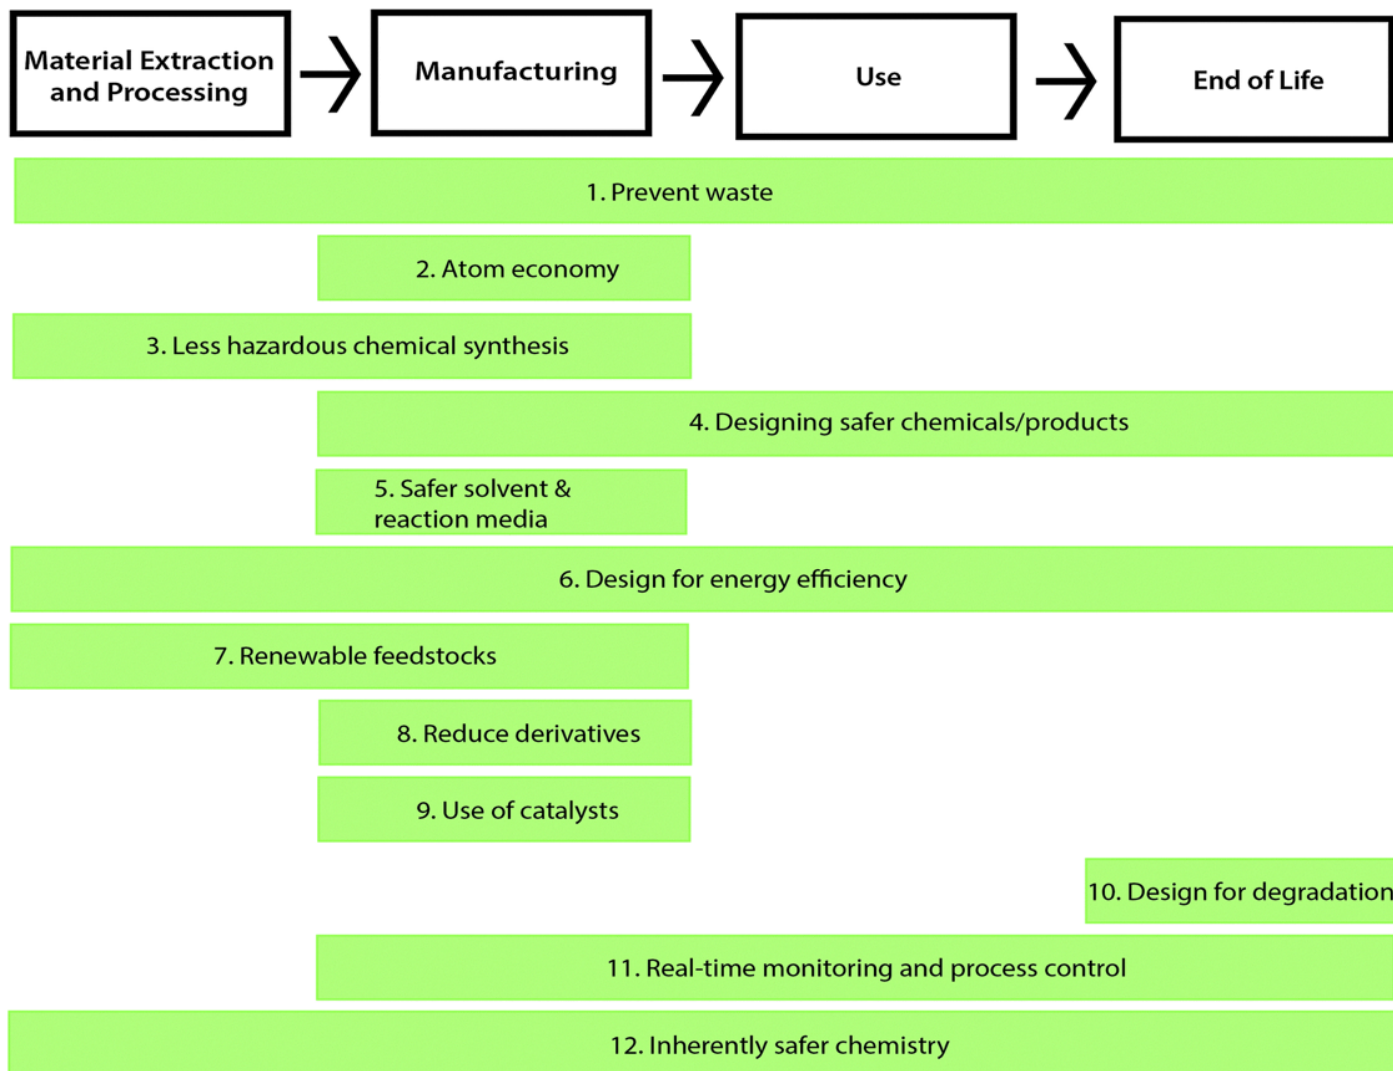 Material Extraction
and Processing
Manufacturing
Use
End of Life
1. Prevent waste
2. Atom economy
3. Less hazardous chemical synthesis
4. Designing safer chemicals/products
5. Safer solvent &
reaction media
6. Design for energy efficiency
7. Renewable feedstocks
8. Reduce derivatives
9. Use of catalysts
10. Design for degradation
11. Real-time monitoring and process control
12. Inherently safer chemistry